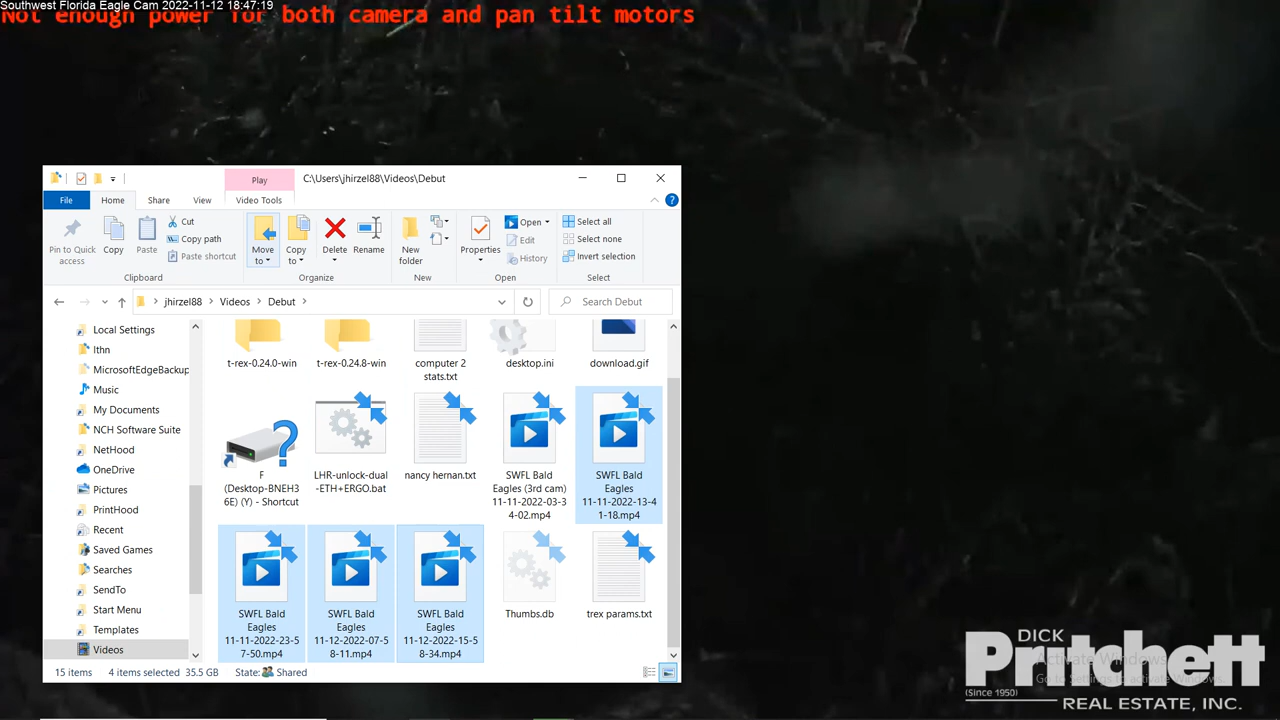 Southwest Florida Eagle Cam 2022-11-12 18:47:19
Not enough power for both camera and pan tilt motors
Play
C:\Users\jhirzel88\Videos\Debut
File
Home
Share
View
Video Tools
Pin to Quick
access
Copy
Paste
Cut
Copy path
Paste shortcut
Move
to
Copy
to
Delete
Rename
New
folder
Properties
Open
Edit
History
Select all
Select none
Invert selection
Clipboard
Organize
New
Open
Select
jhirzel88
Videos
Debut
Search Debut
Local Settings
lthn
MicrosoftEdgeBackup
Music
My Documents
NCH Software Suite
NetHood
OneDrive
Pictures
PrintHood
Recent
Saved Games
Searches
SendTo
Start Menu
Templates
Videos
t-rex-0.24.0-win
t-rex-0.24.8-win
computer 2
stats.txt
desktop.ini
download.gif
F
(Desktop-BNEH3
6E) (Y) - Shortcut
LHR-unlock-dual
-ETH+ERGO.bat
nancy hernan.txt
SWFL Bald
Eagles (3rd cam)
11-11-2022-03-3
4-02.mp4
SWFL Bald
Eagles
11-11-2022-13-4
1-18.mp4
SWFL Bald
Eagles
11-11-2022-23-5
7-50.mp4
SWFL Bald
Eagles
11-12-2022-07-5
8-11.mp4
SWFL Bald
Eagles
11-12-2022-15-5
8-34.mp4
Thumbs.db
trex params.txt
15 items
4 items selected
35.5 GB
State:
Shared
DICK
Pritchett
(Since 1950)
REAL ESTATE, INC.
Activate Windows
Go to Settings to activate Windows.